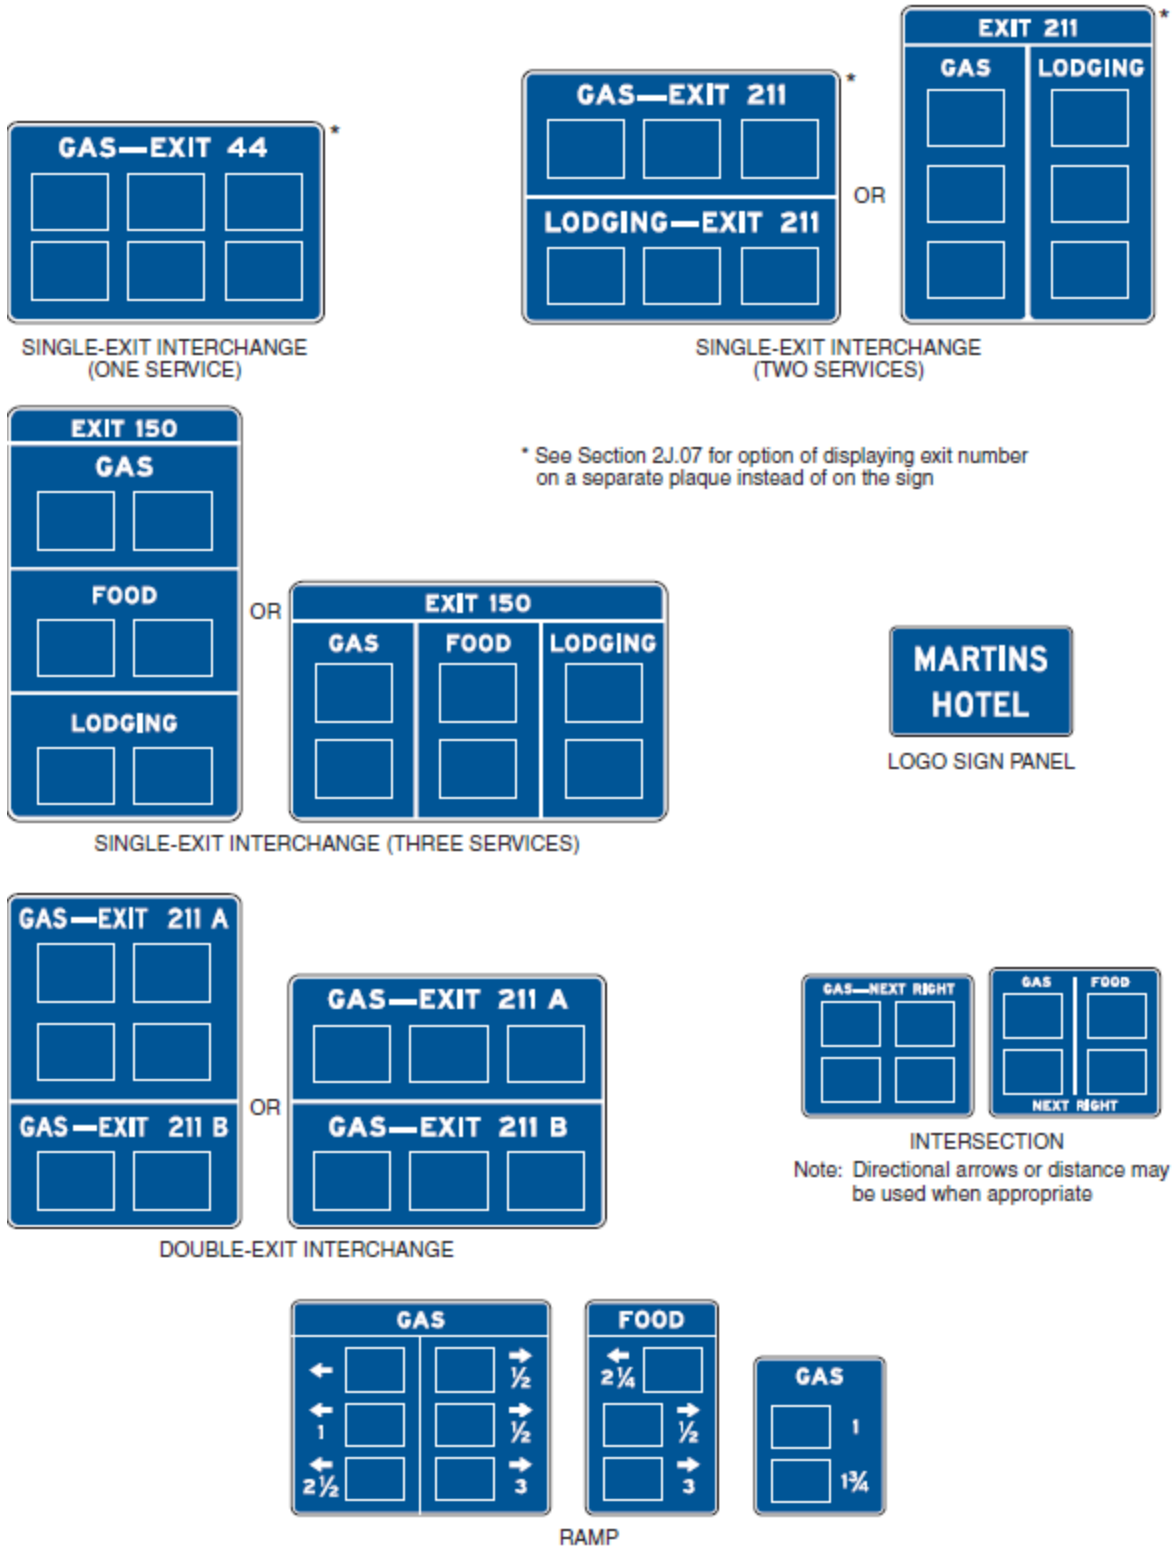 GAS—EXIT 44
*
SINGLE-EXIT INTERCHANGE
(ONE SERVICE)
GAS—EXIT 211
*
LODGING—EXIT 211
OR
EXIT 211
*
GAS
LODGING
SINGLE-EXIT INTERCHANGE
(TWO SERVICES)
EXIT 150
GAS
FOOD
LODGING
OR
EXIT 150
GAS
FOOD
LODGING
SINGLE-EXIT INTERCHANGE (THREE SERVICES)
* See Section 2J.07 for option of displaying exit number
on a separate plaque instead of on the sign
MARTINS
HOTEL
LOGO SIGN PANEL
GAS—EXIT 211 A
GAS—EXIT 211 B
OR
GAS—EXIT 211 A
GAS—EXIT 211 B
DOUBLE-EXIT INTERCHANGE
GAS—NEXT RIGHT
GAS
FOOD
NEXT RIGHT
INTERSECTION
Note: Directional arrows or distance may
be used when appropriate
GAS
← → ½
← 1 → ½
← 2½ → 3
FOOD
← 2¼
→ ½
→ 3
GAS
1
1¾
RAMP